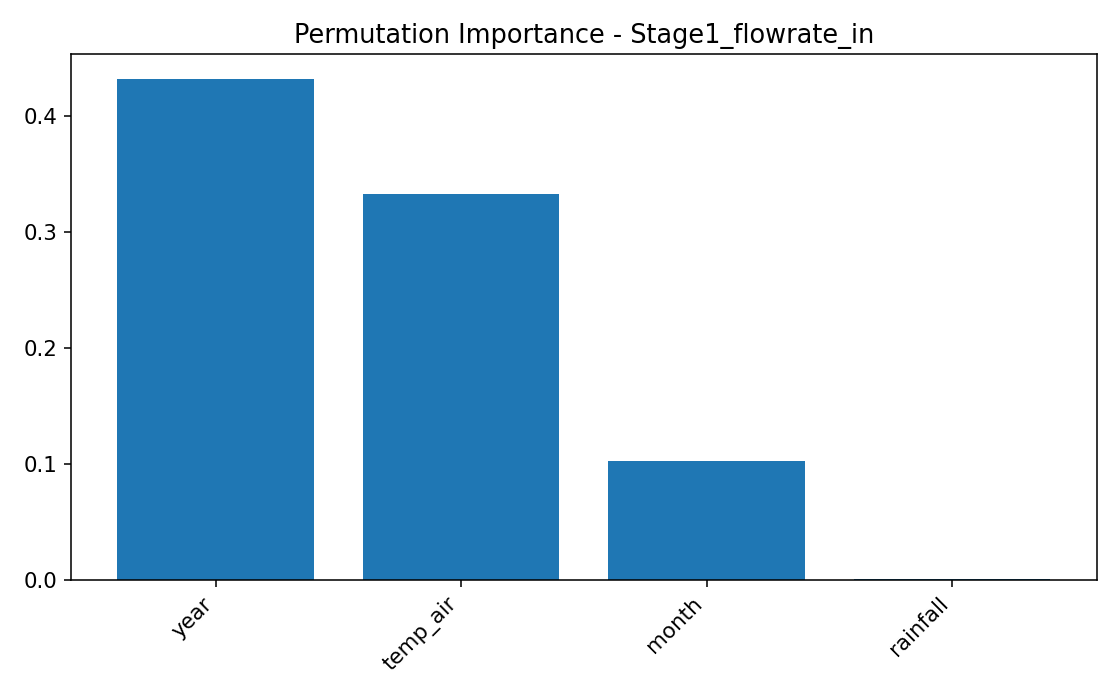 Permutation Importance - Stage1_flowrate_in
0.4
0.3
0.2
0.1
0.0
year
temp_air
month
rainfall